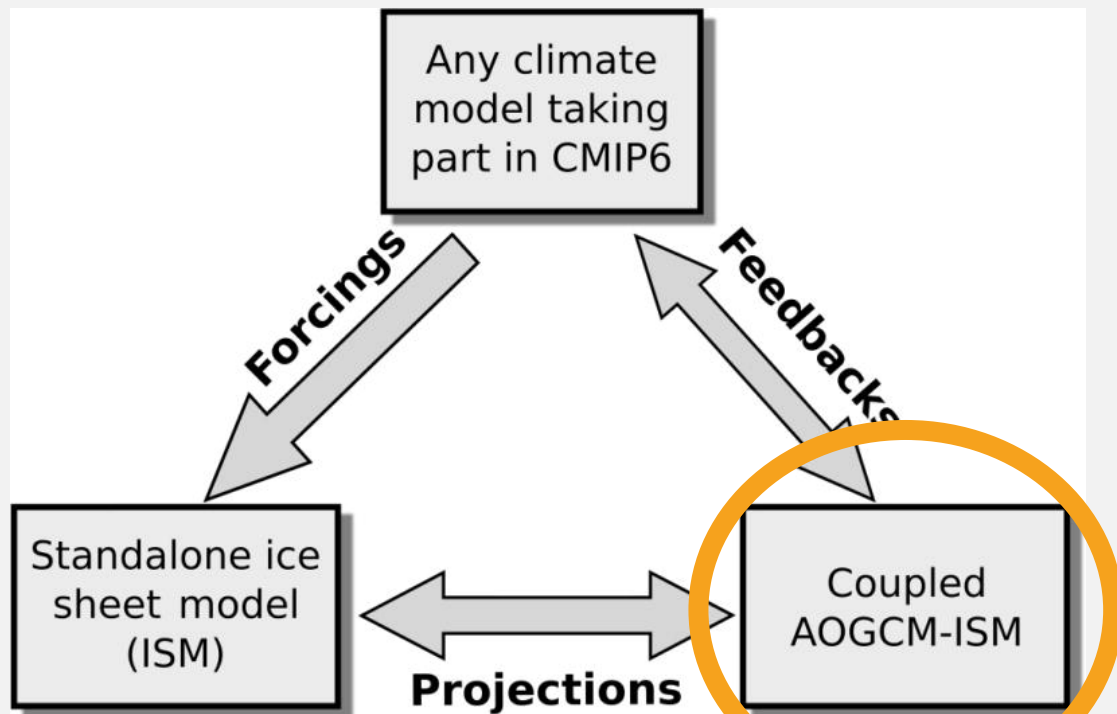 Any climate
model taking
part in CMIP6
Forcings
Feedbacks
Standalone ice
sheet model
(ISM)
Projections
Coupled
AOGCM-ISM